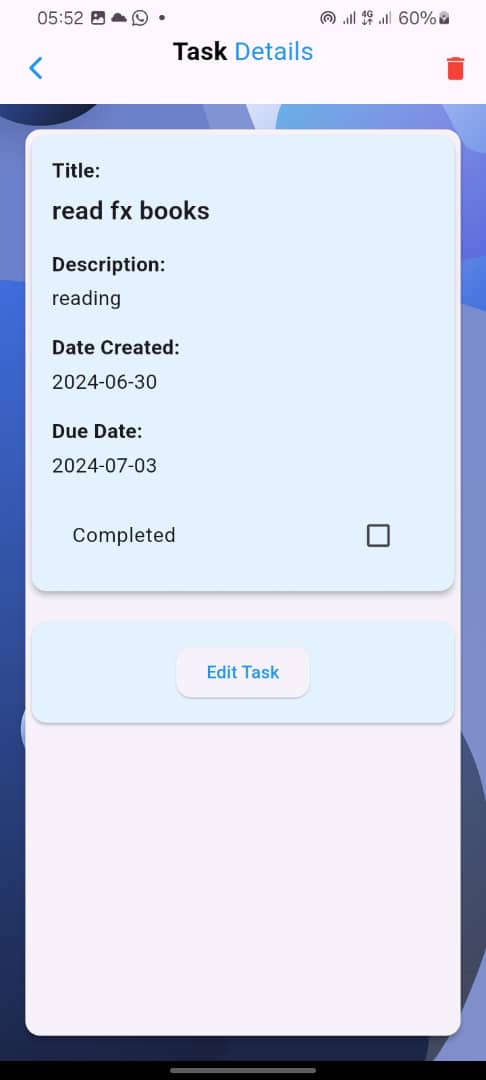 05:52 4G 60%
Task Details
Title:
read fx books
Description:
reading
Date Created:
2024-06-30
Due Date:
2024-07-03
Completed
Edit Task